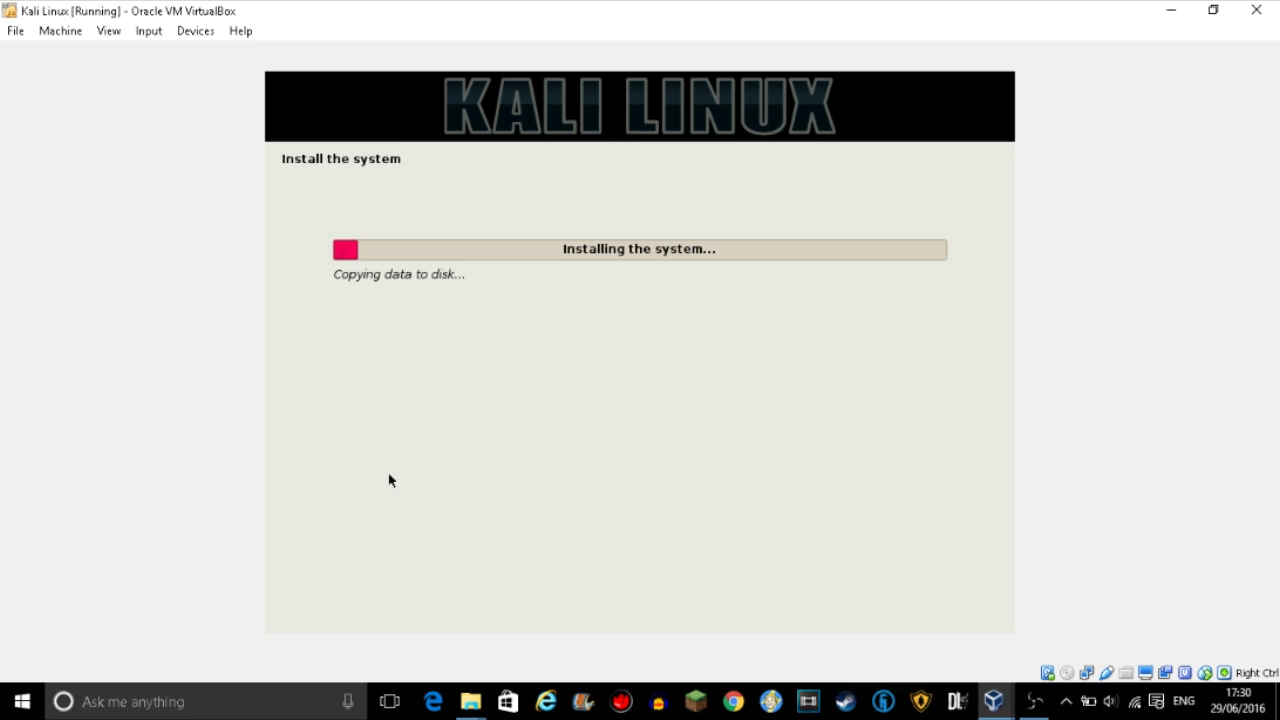 Kali Linux [Running] - Oracle VM VirtualBox
File Machine View Input Devices Help
KALI LINUX
Install the system
Installing the system...
Copying data to disk...
Right Ctrl
Ask me anything
ENG
17:30
29/06/2016